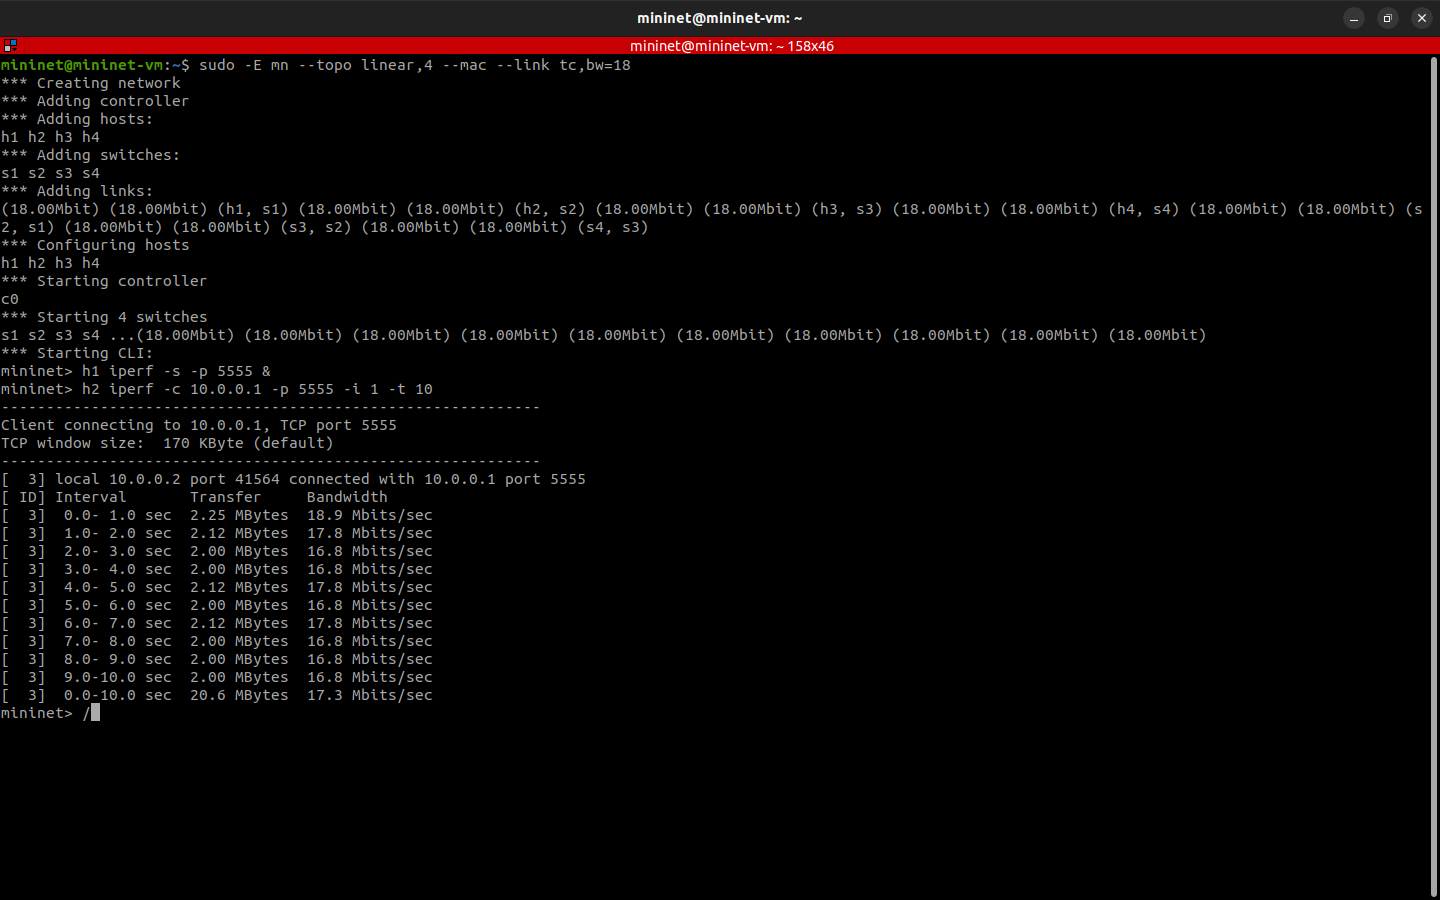 mininet@mininet-vm: ~
mininet@mininet-vm: ~ 158x46
mininet@mininet-vm:~$ sudo -E mn --topo linear,4 --mac --link tc,bw=18
*** Creating network
*** Adding controller
*** Adding hosts:
h1 h2 h3 h4
*** Adding switches:
s1 s2 s3 s4
*** Adding links:
(18.00Mbit) (18.00Mbit) (h1, s1) (18.00Mbit) (18.00Mbit) (h2, s2) (18.00Mbit) (18.00Mbit) (h3, s3) (18.00Mbit) (18.00Mbit) (h4, s4) (18.00Mbit) (18.00Mbit) (s
2, s1) (18.00Mbit) (18.00Mbit) (s3, s2) (18.00Mbit) (18.00Mbit) (s4, s3)
*** Configuring hosts
h1 h2 h3 h4
*** Starting controller
c0
*** Starting 4 switches
s1 s2 s3 s4 ...(18.00Mbit) (18.00Mbit) (18.00Mbit) (18.00Mbit) (18.00Mbit) (18.00Mbit) (18.00Mbit) (18.00Mbit) (18.00Mbit) (18.00Mbit)
*** Starting CLI:
mininet> h1 iperf -s -p 5555 &
mininet> h2 iperf -c 10.0.0.1 -p 5555 -i 1 -t 10
------------------------------------------------------------
Client connecting to 10.0.0.1, TCP port 5555
TCP window size:  170 KByte (default)
------------------------------------------------------------
[  3] local 10.0.0.2 port 41564 connected with 10.0.0.1 port 5555
[ ID] Interval       Transfer     Bandwidth
[  3]  0.0- 1.0 sec  2.25 MBytes  18.9 Mbits/sec
[  3]  1.0- 2.0 sec  2.12 MBytes  17.8 Mbits/sec
[  3]  2.0- 3.0 sec  2.00 MBytes  16.8 Mbits/sec
[  3]  3.0- 4.0 sec  2.00 MBytes  16.8 Mbits/sec
[  3]  4.0- 5.0 sec  2.12 MBytes  17.8 Mbits/sec
[  3]  5.0- 6.0 sec  2.00 MBytes  16.8 Mbits/sec
[  3]  6.0- 7.0 sec  2.12 MBytes  17.8 Mbits/sec
[  3]  7.0- 8.0 sec  2.00 MBytes  16.8 Mbits/sec
[  3]  8.0- 9.0 sec  2.00 MBytes  16.8 Mbits/sec
[  3]  9.0-10.0 sec  2.00 MBytes  16.8 Mbits/sec
[  3]  0.0-10.0 sec  20.6 MBytes  17.3 Mbits/sec
mininet> /